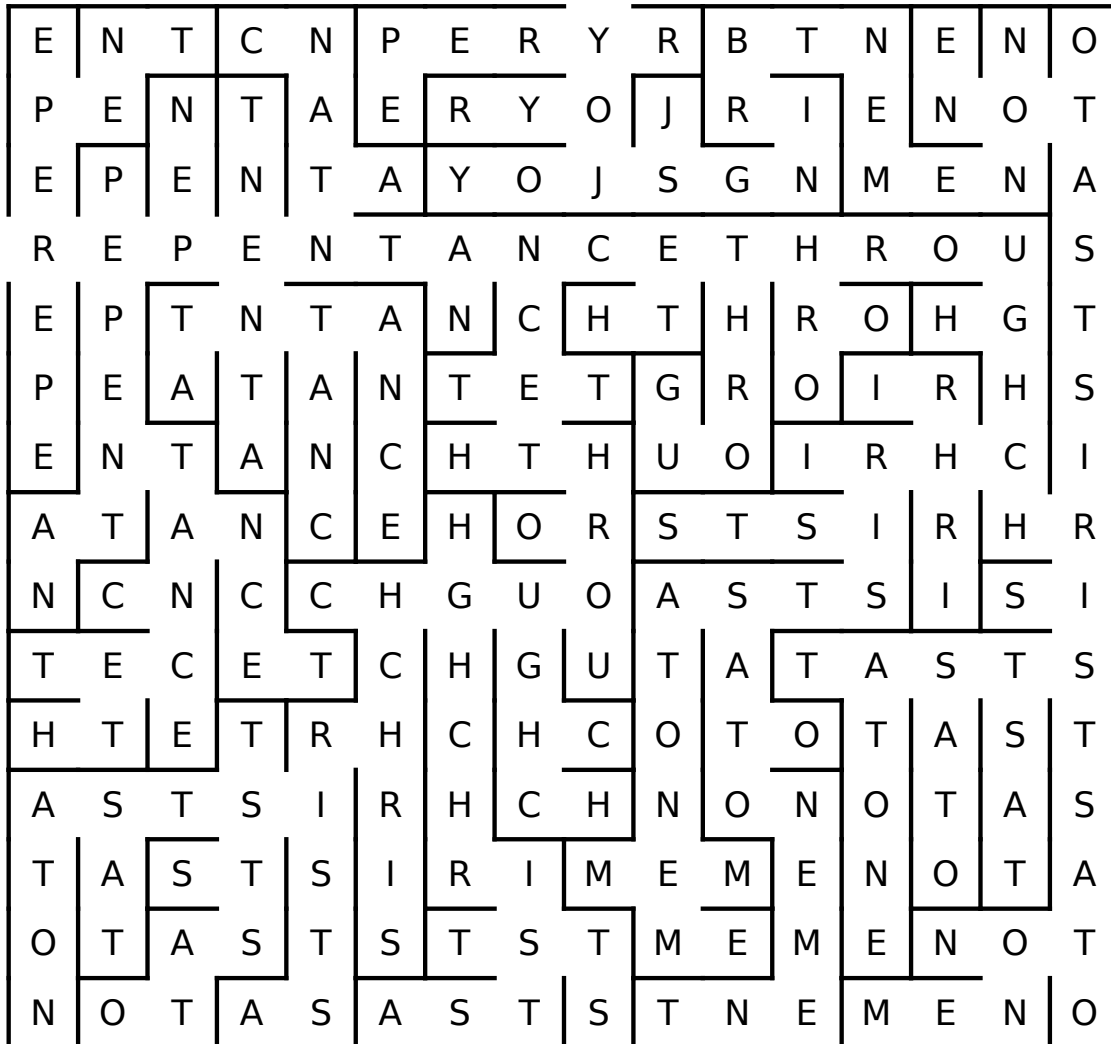 E N T C N P E R Y R B T N E N O
P E N T A E R Y O J R I E N O T
E P E N T A Y O J S G N M E N A
R E P E N T A N C E T H R O U S
E P T N T A N C H T H R O H G T
P E A T A N T E T G R O I R H S
E N T A N C H T H U O I R H C I
A T A N C E H O R S T S I R H R
N C N C C H G U O A S T S I S I
T E C E T C H G U T A T A S T S
H T E T R H C H C O T O T A S T
A S T S I R H C H N O N O T A S
T A S T S I R I M E M E N O T A
O T A S T S T S T M E M E N O T
N O T A S A S T S T N E M E N O